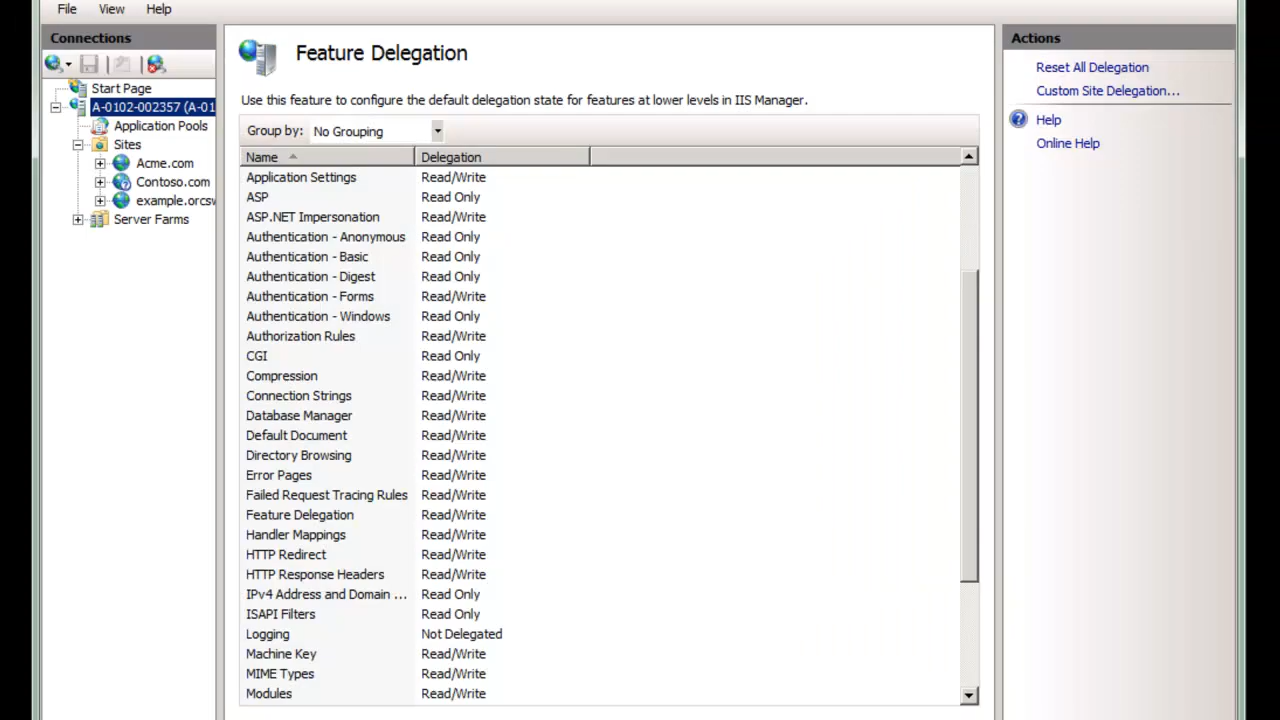 File View Help
Connections
Start Page
A-0102-002357 (A-01
Application Pools
Sites
Acme.com
Contoso.com
example.orcsw
Server Farms
Feature Delegation
Use this feature to configure the default delegation state for features at lower levels in IIS Manager.
Group by: No Grouping
Name Delegation
Application Settings Read/Write
ASP Read Only
ASP.NET Impersonation Read/Write
Authentication - Anonymous Read Only
Authentication - Basic Read Only
Authentication - Digest Read Only
Authentication - Forms Read/Write
Authentication - Windows Read Only
Authorization Rules Read/Write
CGI Read Only
Compression Read/Write
Connection Strings Read/Write
Database Manager Read/Write
Default Document Read/Write
Directory Browsing Read/Write
Error Pages Read/Write
Failed Request Tracing Rules Read/Write
Feature Delegation Read/Write
Handler Mappings Read/Write
HTTP Redirect Read/Write
HTTP Response Headers Read/Write
IPv4 Address and Domain ... Read Only
ISAPI Filters Read Only
Logging Not Delegated
Machine Key Read/Write
MIME Types Read/Write
Modules Read/Write
Actions
Reset All Delegation
Custom Site Delegation...
Help
Online Help